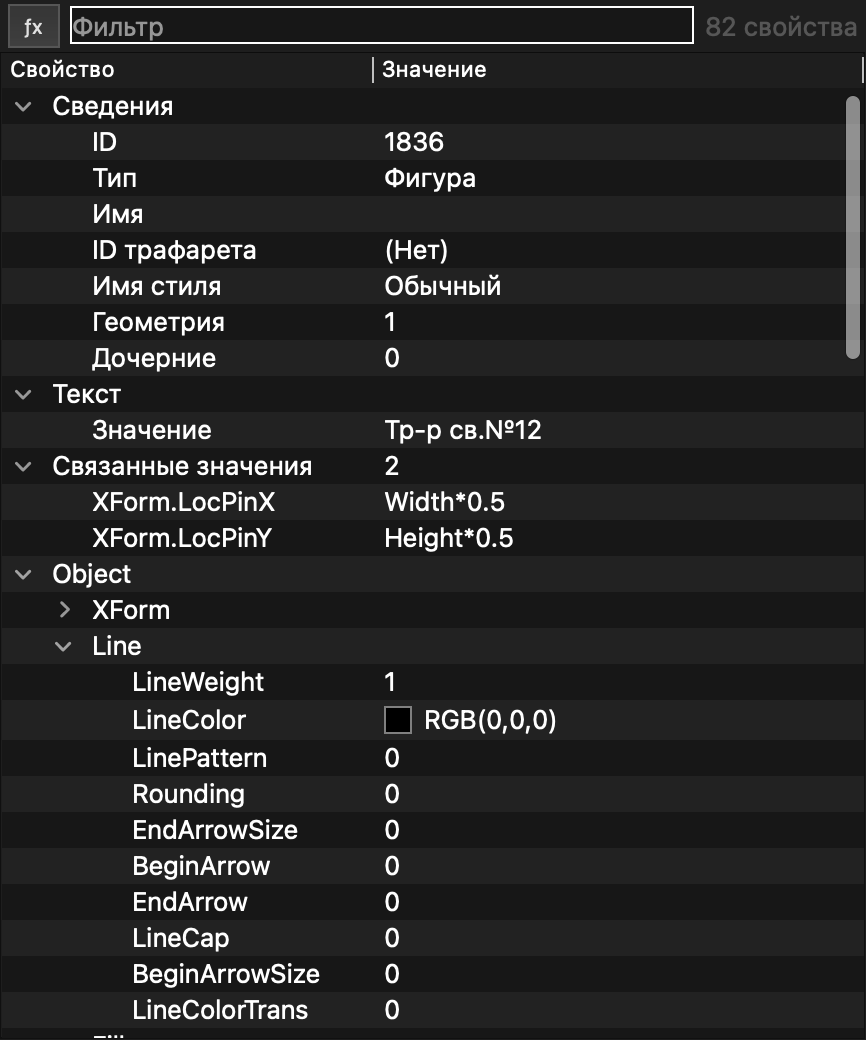 ƒx Фильтр 82 свойства
Свойство Значение
Сведения
ID 1836
Тип Фигура
Имя
ID трафарета (Нет)
Имя стиля Обычный
Геометрия 1
Дочерние 0
Текст
Значение Тр-р св.№12
Связанные значения 2
XForm.LocPinX Width*0.5
XForm.LocPinY Height*0.5
Object
XForm
Line
LineWeight 1
LineColor RGB(0,0,0)
LinePattern 0
Rounding 0
EndArrowSize 0
BeginArrow 0
EndArrow 0
LineCap 0
BeginArrowSize 0
LineColorTrans 0